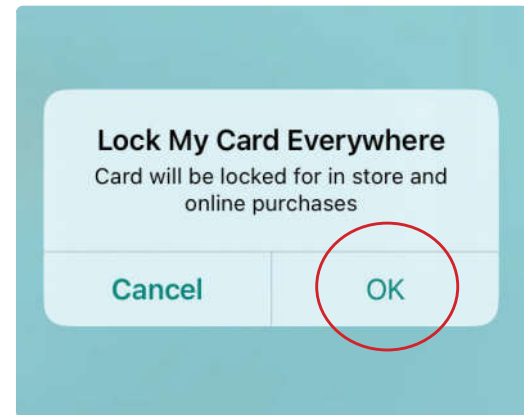 Lock My Card Everywhere
Card will be locked for in store and
online purchases
Cancel
OK